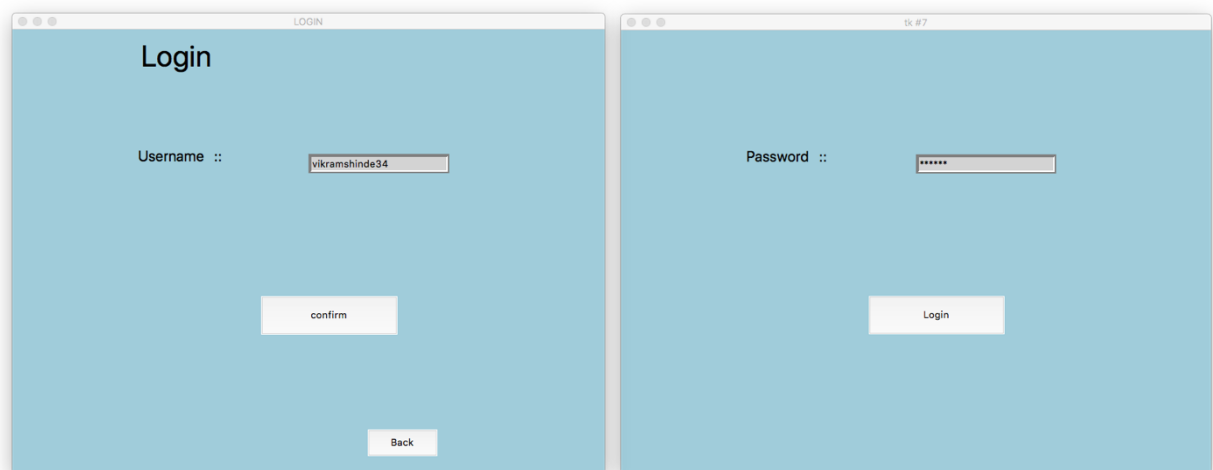 LOGIN
Login
Username ::
vikramshinde34
confirm
Back
tk #7
Password ::
••••••
Login